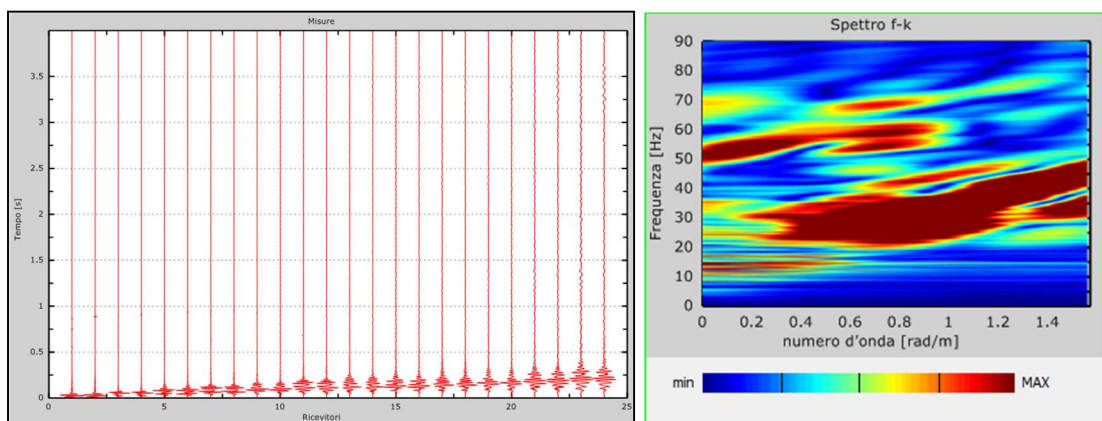 Misure
Tempo [s]
3.5
3
2.5
2
1.5
1
0.5
0
0 5 10 15 20 25
Ricevitori
Spettro f-k
Frequenza [Hz]
90
80
70
60
50
40
30
20
10
0
0 0.2 0.4 0.6 0.8 1 1.2 1.4
numero d'onda [rad/m]
min MAX